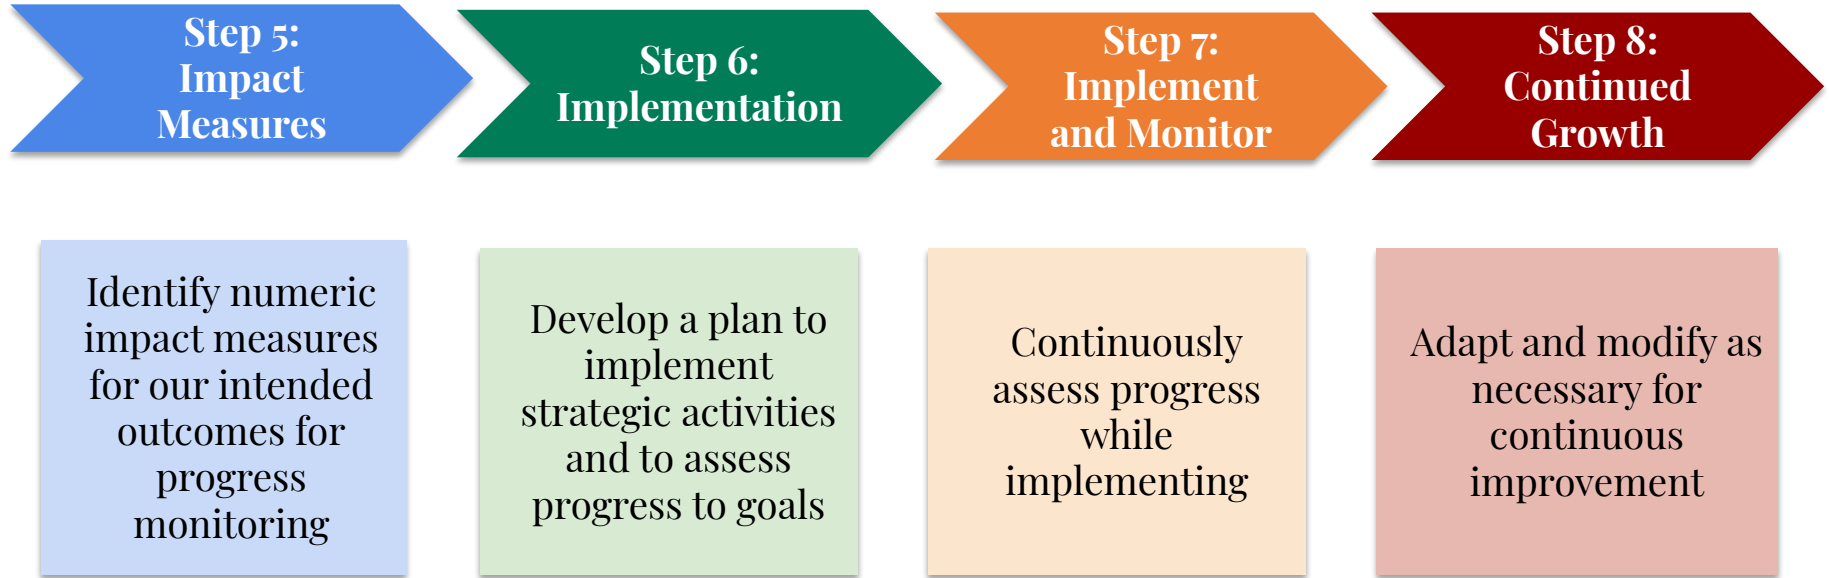 Step 5:
Impact
Measures
Step 6:
Implementation
Step 7:
Implement
and Monitor
Step 8:
Continued
Growth
Identify numeric
impact measures
for our intended
outcomes for
progress
monitoring
Develop a plan to
implement
strategic activities
and to assess
progress to goals
Continuously
assess progress
while
implementing
Adapt and modify as
necessary for
continuous
improvement